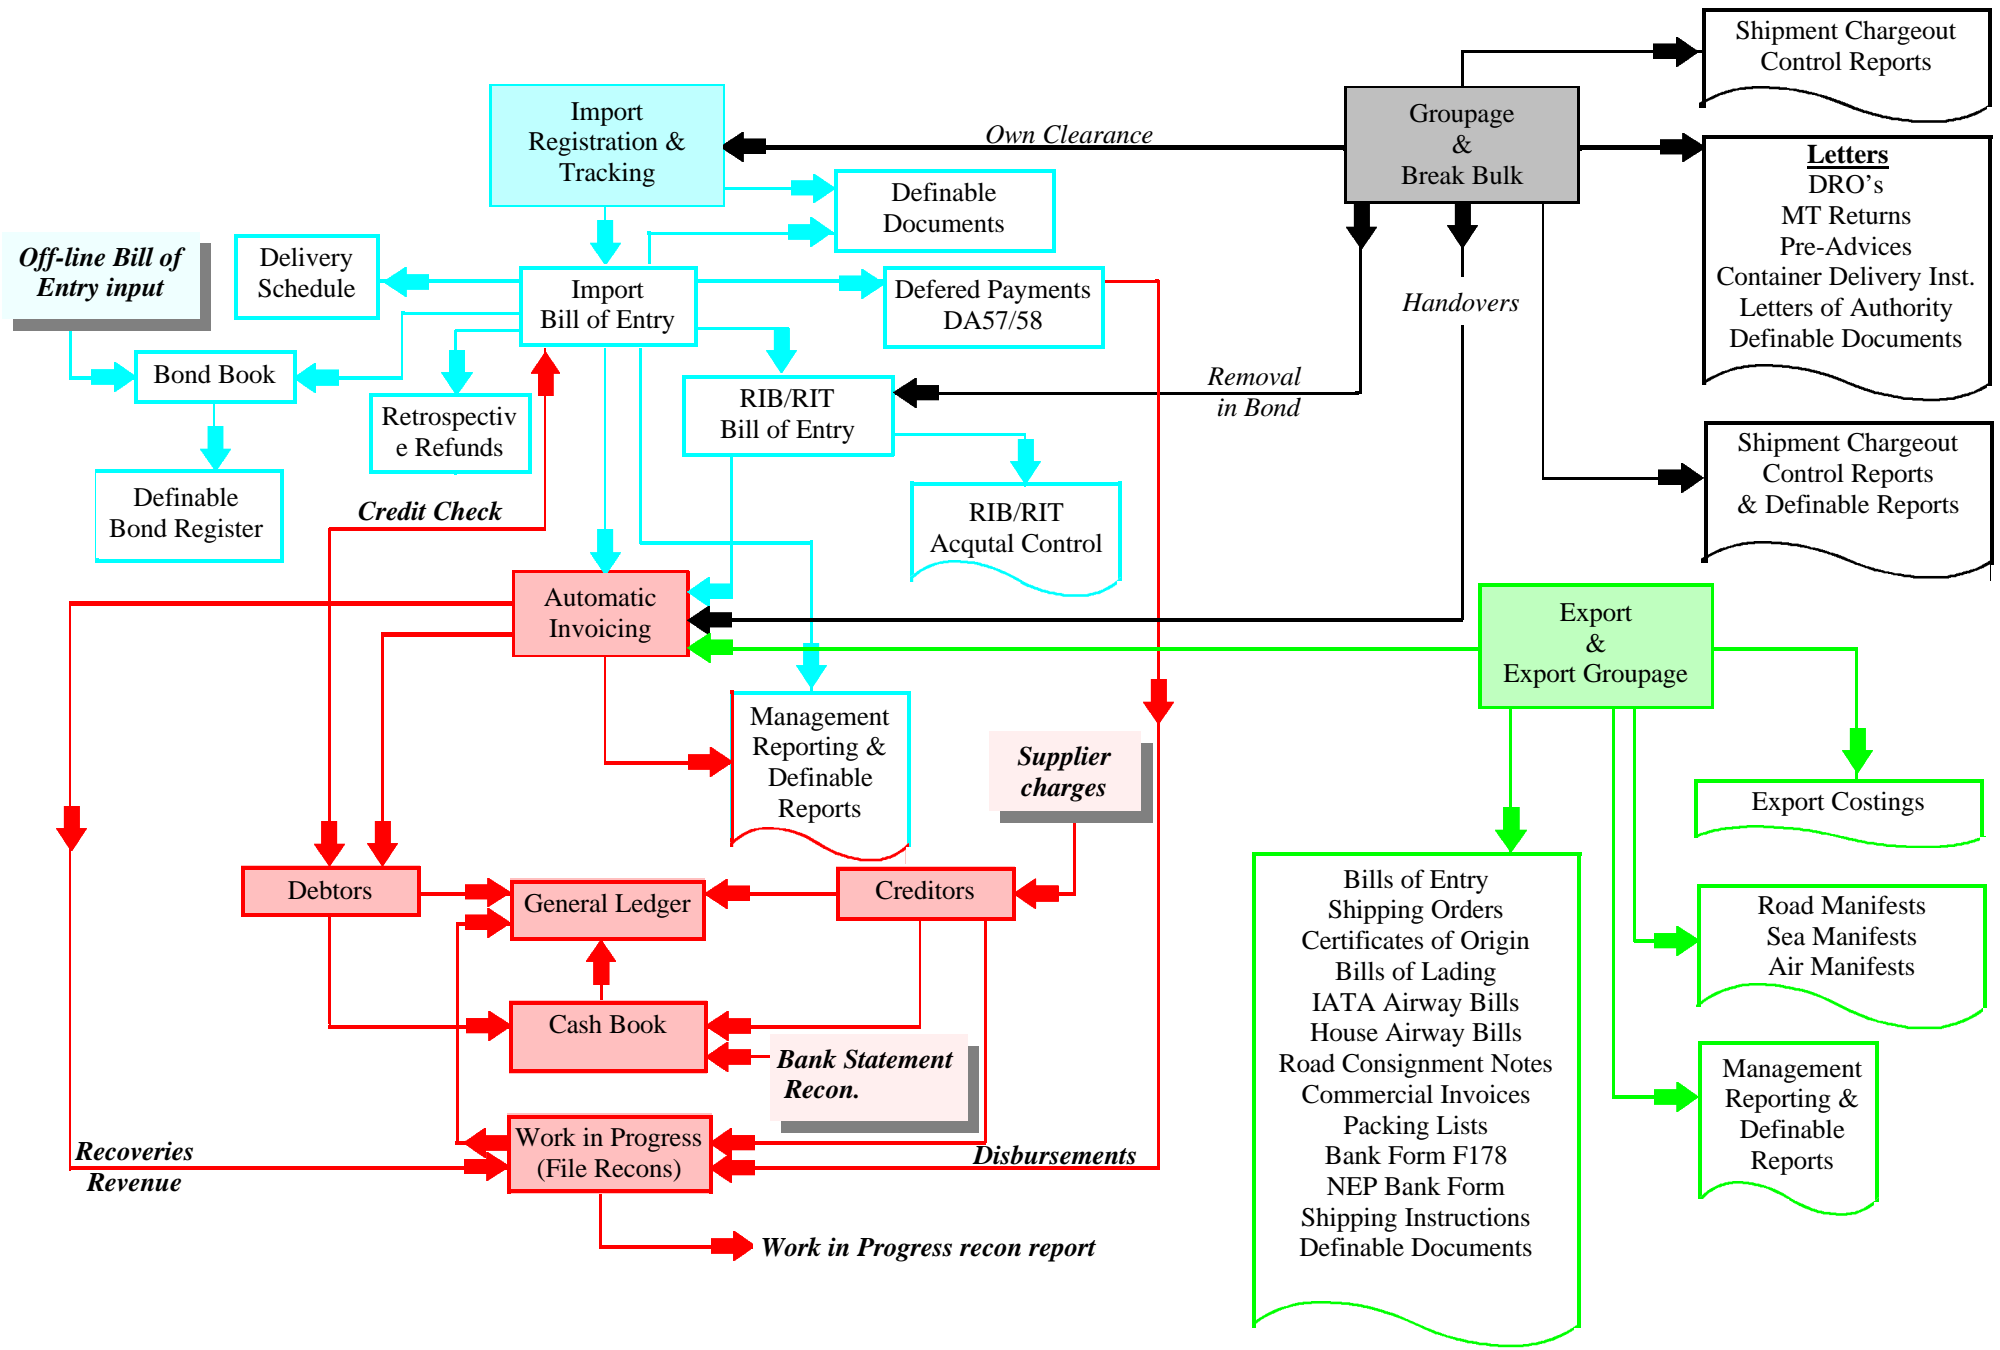 Shipment Chargeout
Control Reports
Import
Registration &
Tracking
Own Clearance
Groupage
&
Break Bulk
Letters
DRO's
MT Returns
Pre-Advices
Container Delivery Inst.
Letters of Authority
Definable Documents
Definable
Documents
Off-line Bill of
Entry input
Delivery
Schedule
Import
Bill of Entry
Defered Payments
DA57/58
Handovers
Bond Book
Retrospectiv
e Refunds
RIB/RIT
Bill of Entry
Removal
in Bond
Shipment Chargeout
Control Reports
& Definable Reports
Definable
Bond Register
Credit Check
RIB/RIT
Acqutal Control
Automatic
Invoicing
Export
&
Export Groupage
Management
Reporting &
Definable
Reports
Supplier
charges
Export Costings
Debtors
General Ledger
Creditors
Bills of Entry
Shipping Orders
Certificates of Origin
Bills of Lading
IATA Airway Bills
House Airway Bills
Road Consignment Notes
Commercial Invoices
Packing Lists
Bank Form F178
NEP Bank Form
Shipping Instructions
Definable Documents
Road Manifests
Sea Manifests
Air Manifests
Cash Book
Bank Statement
Recon.
Management
Reporting &
Definable
Reports
Recoveries
Revenue
Work in Progress
(File Recons)
Disbursements
Work in Progress recon report